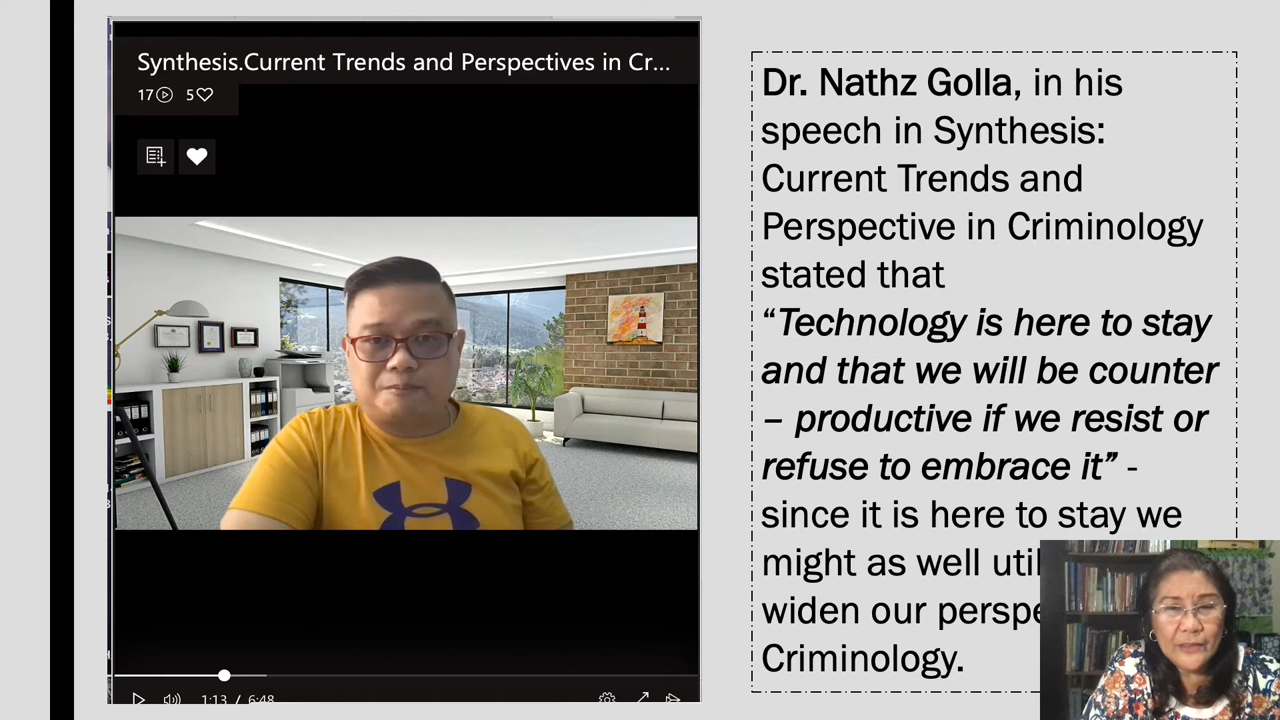 Synthesis.Current Trends and Perspectives in Cr...
17 5
1:13 / 6:48
Dr. Nathz Golla, in his
speech in Synthesis:
Current Trends and
Perspective in Criminology
stated that
“Technology is here to stay
and that we will be counter
– productive if we resist or
refuse to embrace it” -
since it is here to stay we
might as well
widen our
Criminology.